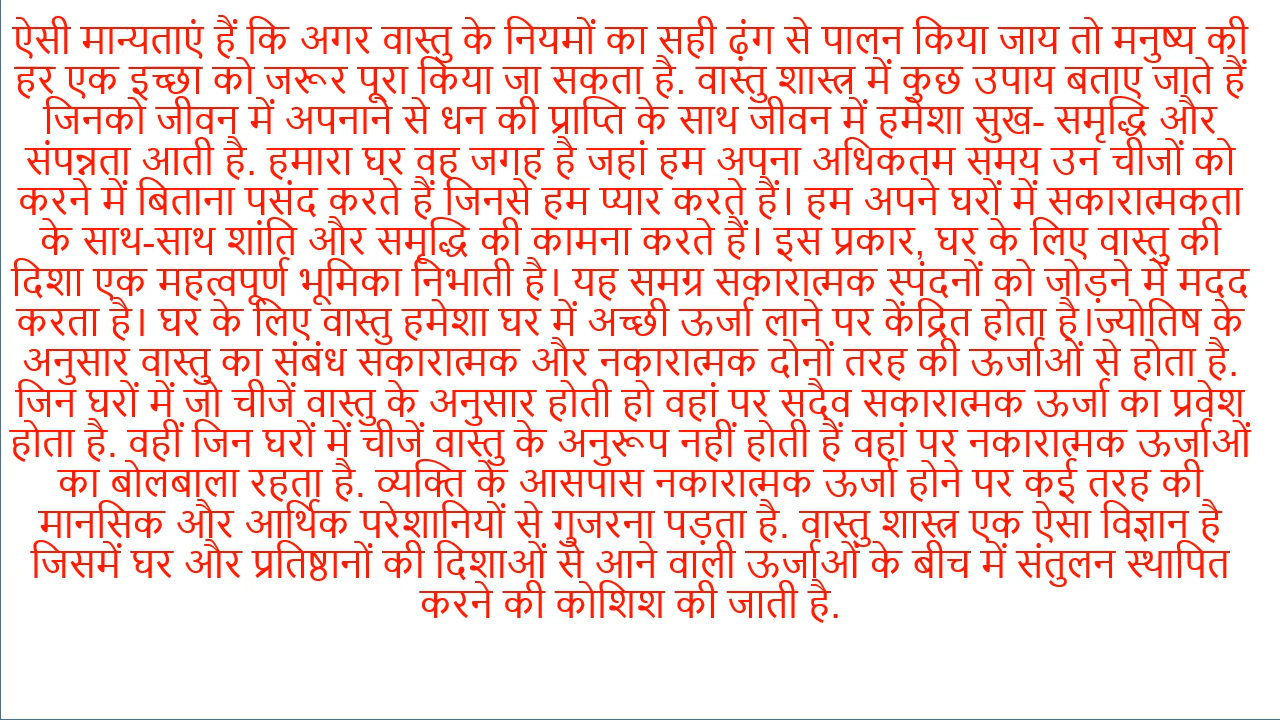 ऐसी मान्यताएं हैं कि अगर वास्तु के नियमों का सही ढ़ंग से पालन किया जाय तो मनुष्य की
हर एक इच्छा को जरूर पूरा किया जा सकता है. वास्तु शास्त्र में कुछ उपाय बताए जाते हैं
जिनको जीवन में अपनाने से धन की प्राप्ति के साथ जीवन में हमेशा सुख- समृद्धि और
संपन्नता आती है. हमारा घर वह जगह है जहां हम अपना अधिकतम समय उन चीजों को
करने में बिताना पसंद करते हैं जिनसे हम प्यार करते हैं। हम अपने घरों में सकारात्मकता
के साथ-साथ शांति और समृद्धि की कामना करते हैं। इस प्रकार, घर के लिए वास्तु की
दिशा एक महत्वपूर्ण भूमिका निभाती है। यह समग्र सकारात्मक स्पंदनों को जोड़ने में मदद
करता है। घर के लिए वास्तु हमेशा घर में अच्छी ऊर्जा लाने पर केंद्रित होता है।ज्योतिष के
अनुसार वास्तु का संबंध सकारात्मक और नकारात्मक दोनों तरह की ऊर्जाओं से होता है.
जिन घरों में जो चीजें वास्तु के अनुसार होती हो वहां पर सदैव सकारात्मक ऊर्जा का प्रवेश
होता है. वहीं जिन घरों में चीजें वास्तु के अनुरूप नहीं होती हैं वहां पर नकारात्मक ऊर्जाओं
का बोलबाला रहता है. व्यक्ति के आसपास नकारात्मक ऊर्जा होने पर कई तरह की
मानसिक और आर्थिक परेशानियों से गुजरना पड़ता है. वास्तु शास्त्र एक ऐसा विज्ञान है
जिसमें घर और प्रतिष्ठानों की दिशाओं से आने वाली ऊर्जाओं के बीच में संतुलन स्थापित
करने की कोशिश की जाती है.